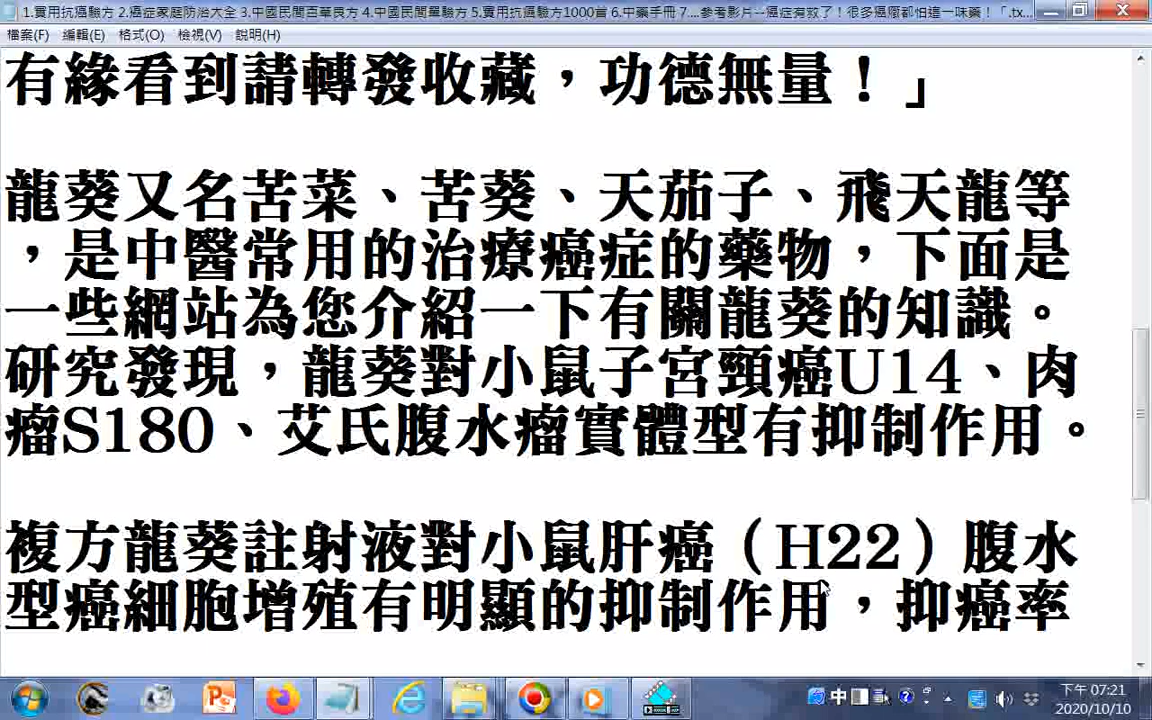 1.實用抗癌驗方 2.癌症家庭防治大全 3.中國民間百草良方 4.中國民間單驗方 5.實用抗癌驗方1000首 6.中藥手冊 7....參考影片--癌症有救了！很多癌瘤都怕這一味藥！「.tx...
檔案(F) 編輯(E) 格式(O) 檢視(V) 說明(H)
有緣看到請轉發收藏，功德無量！」
龍葵又名苦菜、苦葵、天茄子、飛天龍等
，是中醫常用的治療癌症的藥物，下面是
一些網站為您介紹一下有關龍葵的知識。
研究發現，龍葵對小鼠子宮頸癌U14、肉
瘤S180、艾氏腹水瘤實體型有抑制作用。
複方龍葵註射液對小鼠肝癌（H22）腹水
型癌細胞增殖有明顯的抑制作用，抑癌率
中
下午 07:21
2020/10/10